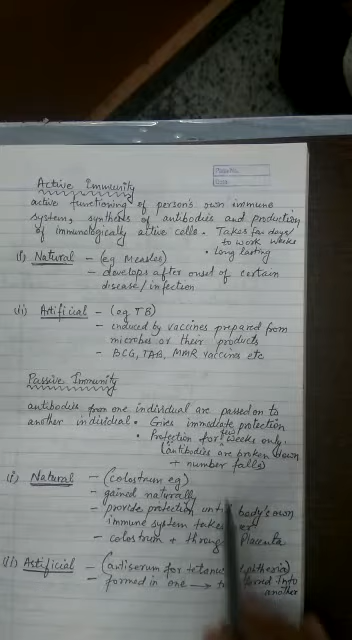 Page No.
Date
Active Immunity
active functioning of person's own immune
system, synthesis of antibodies and production
of immunologically active cells. • Takes few days
to work weeks
• Long lasting
(i) Natural - (eg Measles)
- develops after onset of certain
disease/infection
(ii) Artificial - (eg TB)
- induced by vaccines prepared from
microbes or their products
- BCG, TAB, MMR vaccines etc
Passive Immunity
antibodies from one individual are passed on to
another individual • Gives immediate protection
• Protection for few weeks only
(antibodies are broken down
+ number falls)
(i) Natural - (colostrum eg)
- gained naturally
- provide protection until body's own
immune system takes
- colostrum + through Placenta
(ii) Artificial - (antiserum for tetanus
- formed in one → into
another